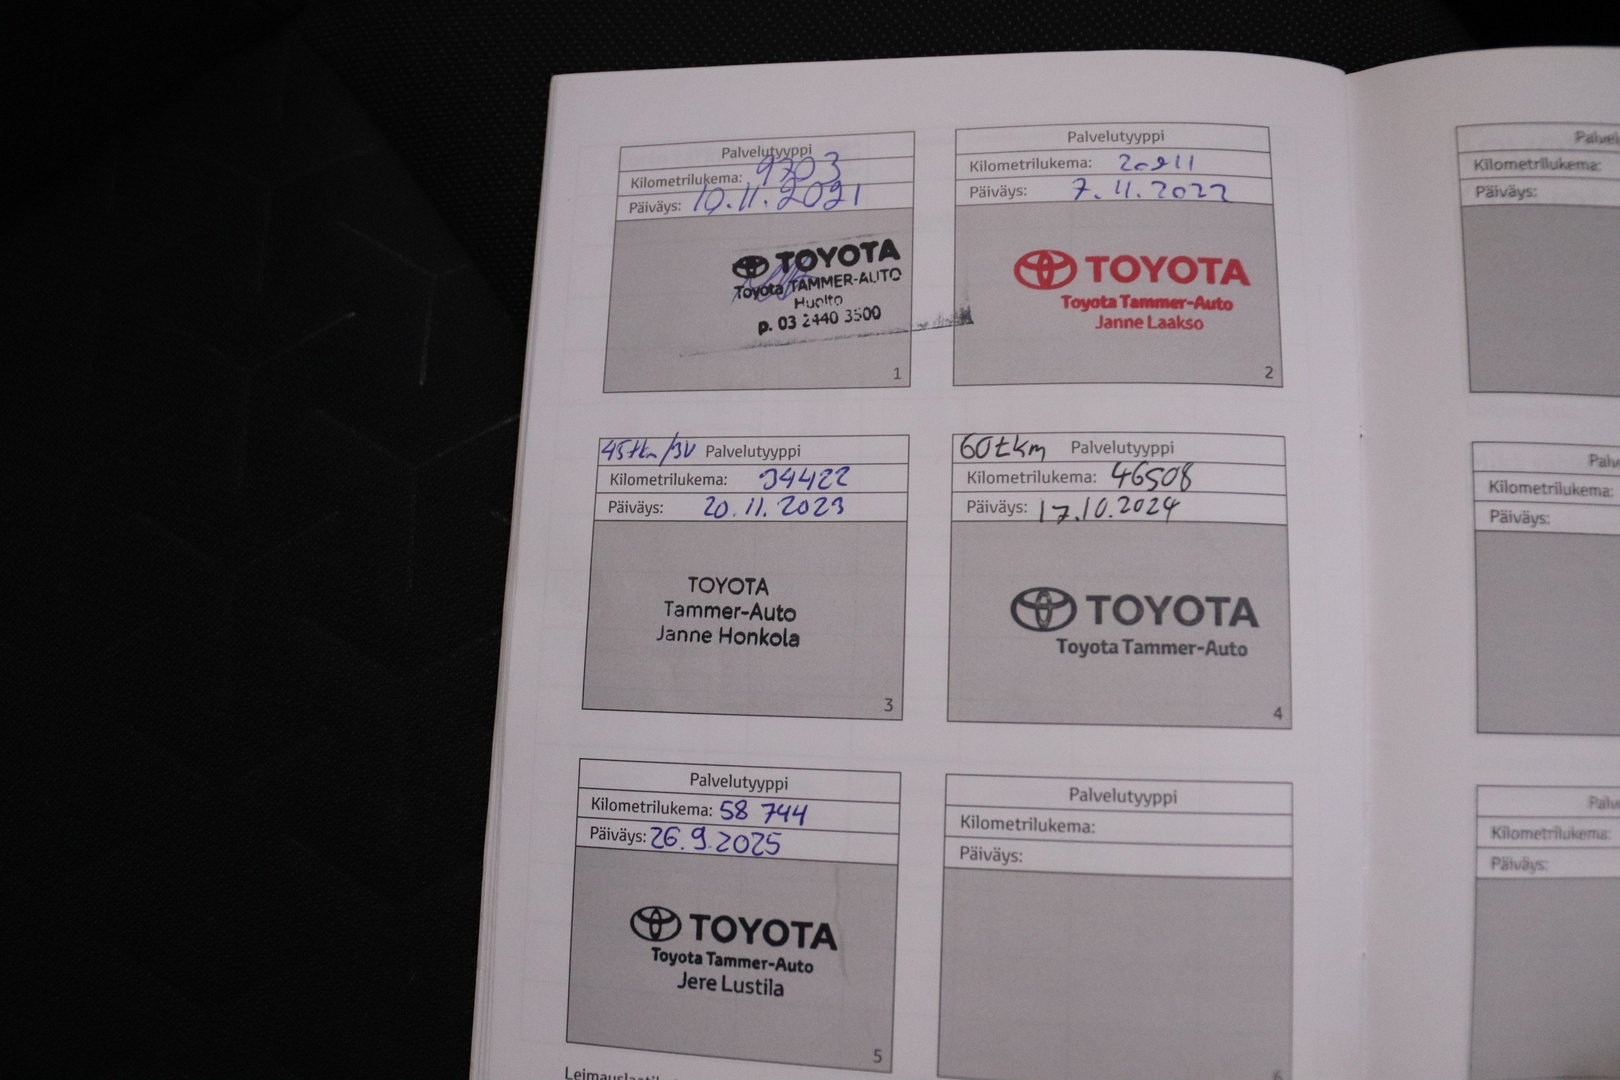 Palvelutyyppi
Kilometrilukema: 9703
Päiväys: 10.11.2021
TOYOTA
Toyota TAMMER-AUTO
Huolto
p. 03 2440 3500
1
Palvelutyyppi
Kilometrilukema: 20911
Päiväys: 7.11.2022
TOYOTA
Toyota Tammer-Auto
Janne Laakso
2
45tkm/3V Palvelutyyppi
Kilometrilukema: 34422
Päiväys: 20.11.2023
TOYOTA
Tammer-Auto
Janne Honkola
3
60tkm Palvelutyyppi
Kilometrilukema: 46508
Päiväys: 17.10.2024
TOYOTA
Toyota Tammer-Auto
4
Palvelutyyppi
Kilometrilukema: 58 744
Päiväys: 26.9.2025
TOYOTA
Toyota Tammer-Auto
Jere Lustila
5
Palvelutyyppi
Kilometrilukema:
Päiväys:
6
Kilometrilukema:
Päiväys:
Kilometrilukema:
Päiväys:
Kilometrilukema:
Päiväys: